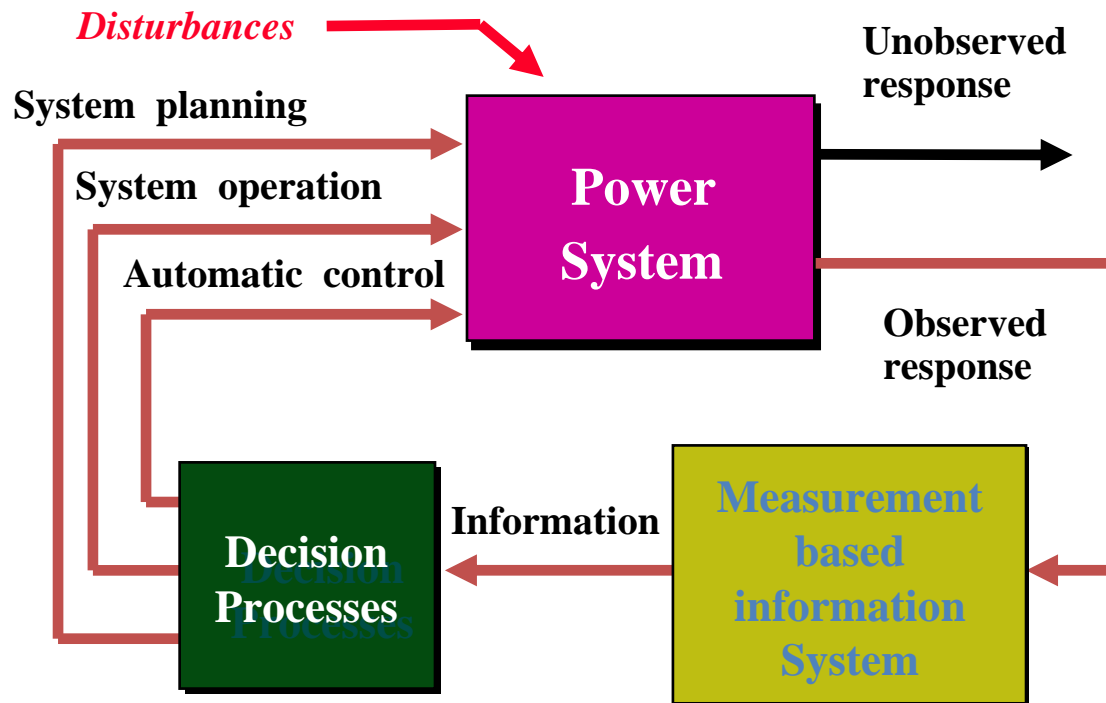 Disturbances
Unobserved
response
System planning
System operation
Automatic control
Power
System
Observed
response
Decision
Processes
Information
Measurement
based
information
System